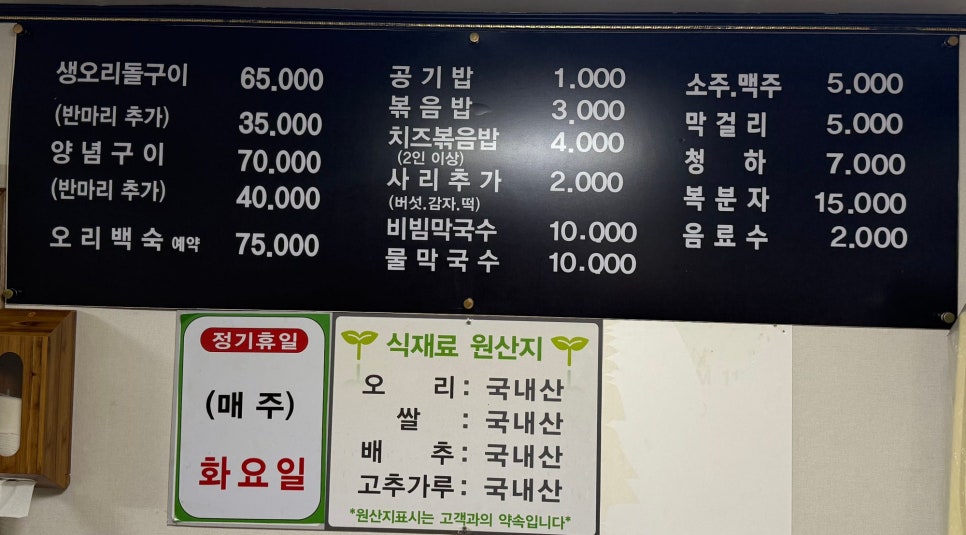 생오리돌구이 65.000
(반마리 추가) 35.000
양념구이 70.000
(반마리 추가) 40.000
오리백숙 예약 75.000
공기밥 1.000
볶음밥 3.000
치즈볶음밥 4.000
(2인 이상)
사리추가 2.000
(버섯.감자.떡)
비빔막국수 10.000
물막국수 10.000
소주.맥주 5.000
막걸리 5.000
청하 7.000
복분자 15.000
음료수 2.000
정기휴일
(매주)
화요일
식재료 원산지
오리: 국내산
쌀: 국내산
배추: 국내산
고추가루: 국내산
*원산지표시는 고객과의 약속입니다*